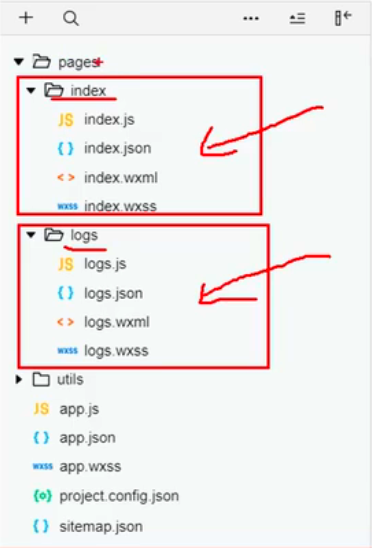 pages
index
JS index.js
{ } index.json
< > index.wxml
wxss index.wxss
logs
JS logs.js
{ } logs.json
< > logs.wxml
wxss logs.wxss
utils
JS app.js
{ } app.json
wxss app.wxss
{o} project.config.json
{ } sitemap.json